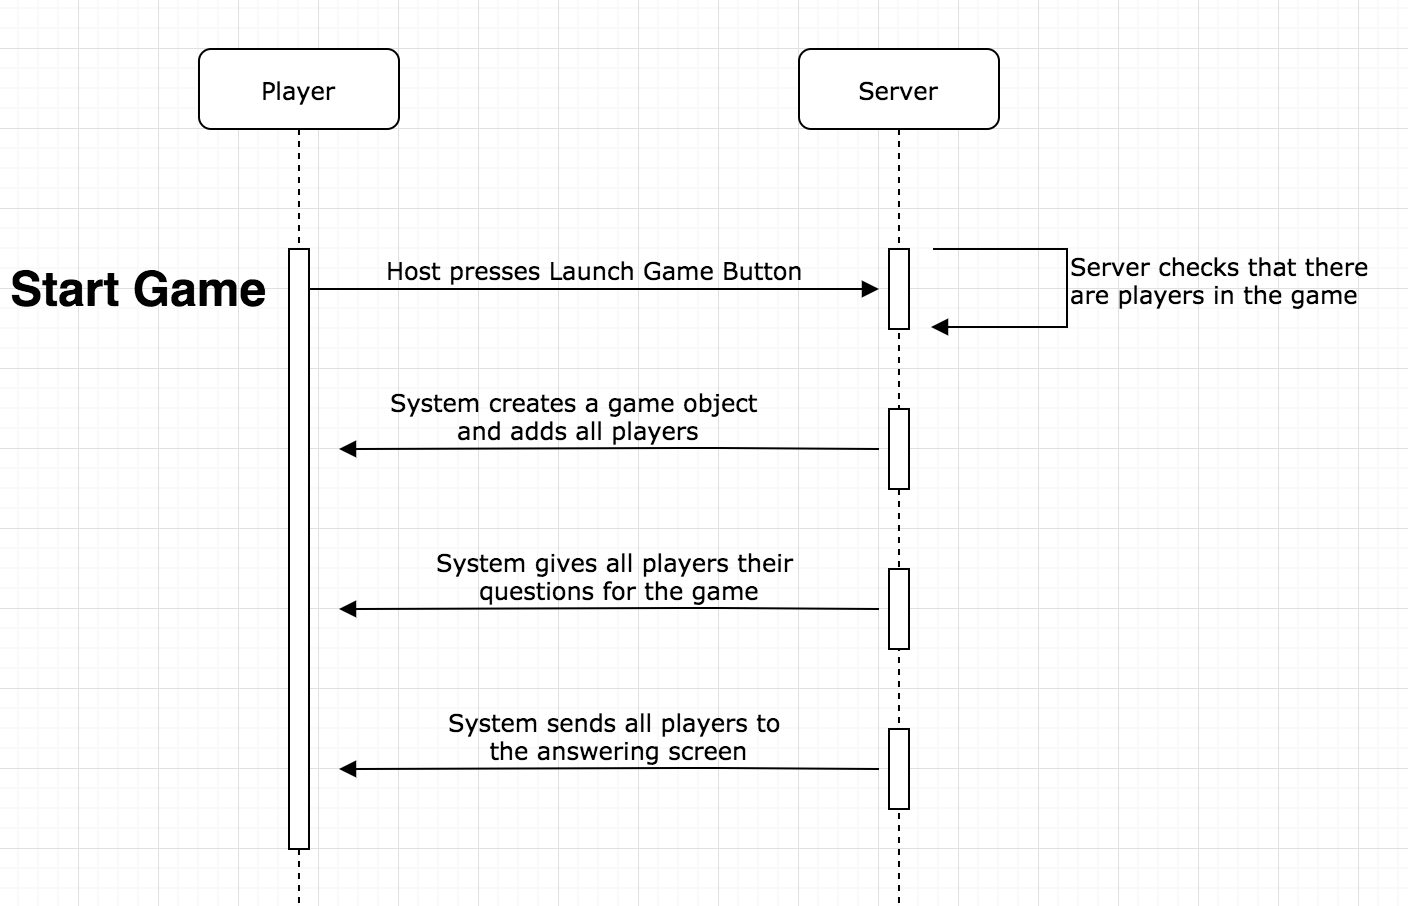 Player
Server
Start Game
Host presses Launch Game Button
Server checks that there
are players in the game
System creates a game object
and adds all players
System gives all players their
questions for the game
System sends all players to
the answering screen